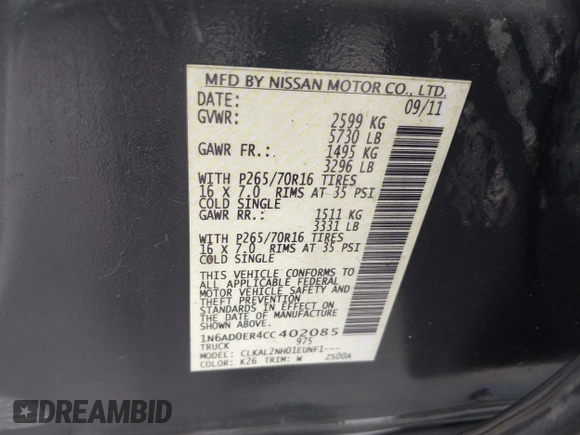 MFD BY NISSAN MOTOR CO., LTD.
DATE: 09/11
GVWR: 2599 KG
5730 LB
GAWR FR.: 1495 KG
3296 LB
WITH P265/70R16 TIRES
16 X 7.0 RIMS AT 35 PSI
COLD SINGLE
GAWR RR.: 1511 KG
3331 LB
WITH P265/70R16 TIRES
16 X 7.0 RIMS AT 35 PSI
COLD SINGLE
THIS VEHICLE CONFORMS TO
ALL APPLICABLE FEDERAL
MOTOR VEHICLE SAFETY AND
THEFT PREVENTION
STANDARDS IN EFFECT ON
THE DATE OF MANUFACTURE
SHOWN ABOVE.
1N6AD0ER4CC402085
TRUCK 975
MODEL: CLKAL2NH01EUNF1---
COLOR: K26 TRIM: W ZS00A
DREAMBID